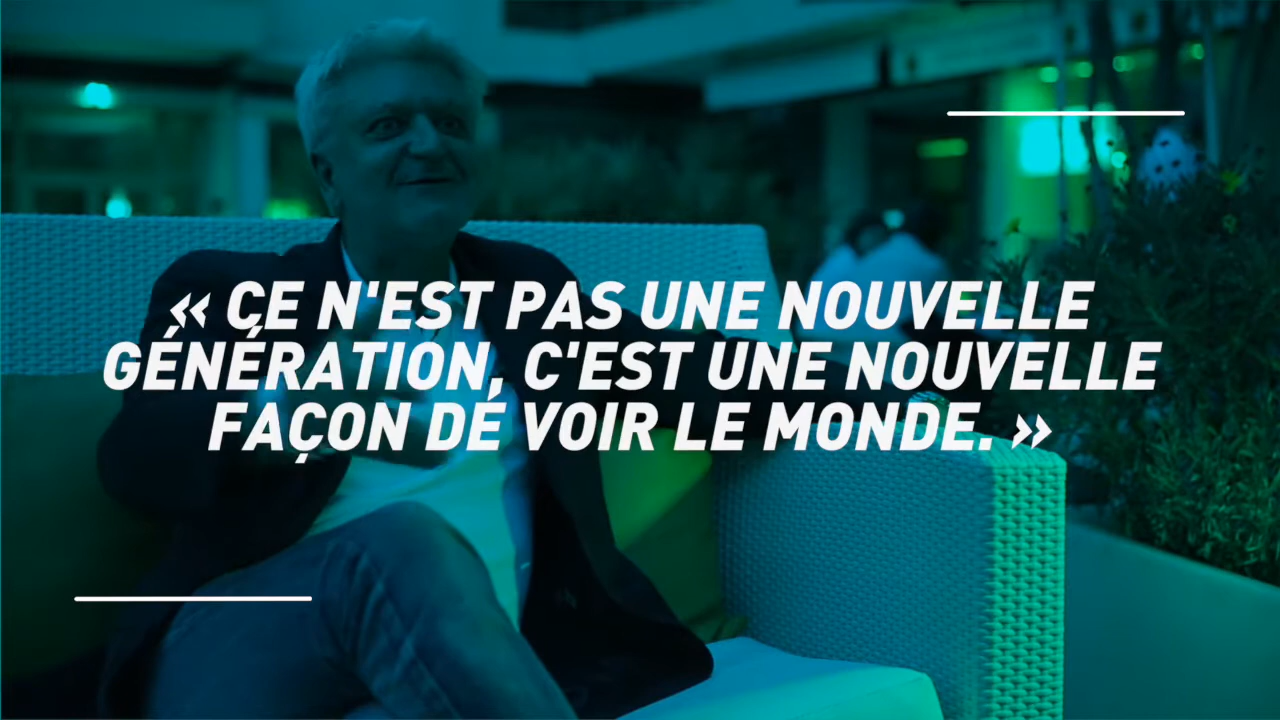 « CE N'EST PAS UNE NOUVELLE
GÉNÉRATION, C'EST UNE NOUVELLE
FAÇON DE VOIR LE MONDE. »